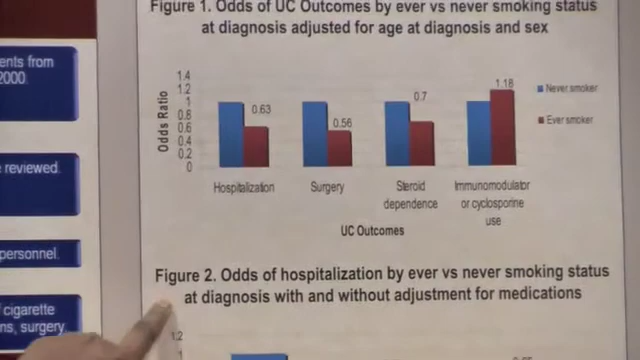 Figure 1. Odds of UC Outcomes by ever vs never smoking status
at diagnosis adjusted for age at diagnosis and sex
ents from
2000.
reviewed.
personnel.
cigarette
ns, surgery
Odds Ratio
1.4
1.2
1
0.8
0.6
0.4
0.2
0
0.63
0.56
0.7
1.18
Never smoker
Ever smoker
Hospitalization
Surgery
Steroid
dependence
Immunomodulator
or cyclosporine
use
UC Outcomes
Figure 2. Odds of hospitalization by ever vs never smoking status
at diagnosis with and without adjustment for medications
1.2
1